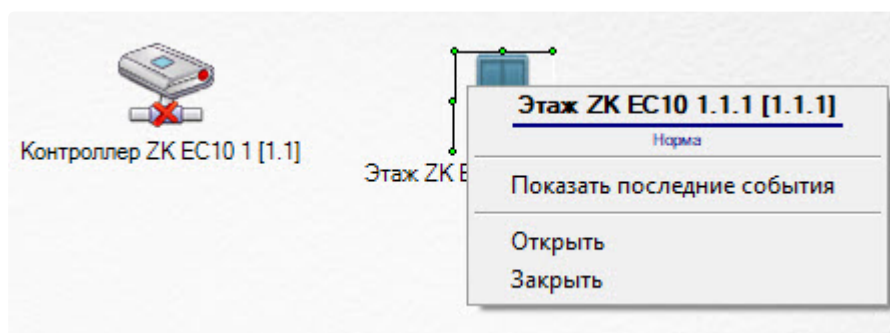 Этаж ZK EC10 1.1.1 [1.1.1]
Норма
Контроллер ZK EC10 1 [1.1]
Этаж ZK
Показать последние события
Открыть
Закрыть